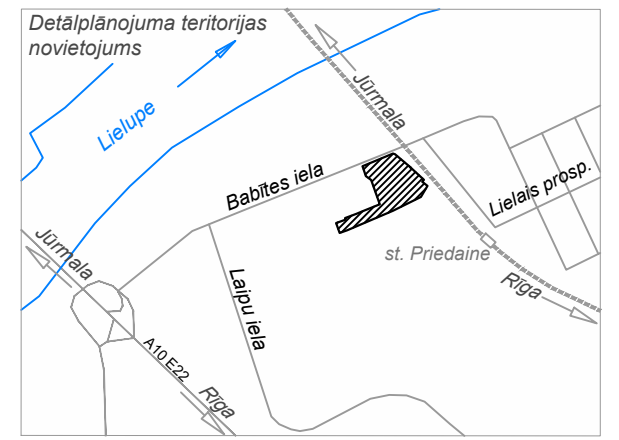 Detālplānojuma teritorijas
novietojums
Jūrmala
Lielupe
Babītes iela
Lielais prosp.
st. Priedaine
Jūrmala
Rīga
Laipu iela
A10 E22
Rīga